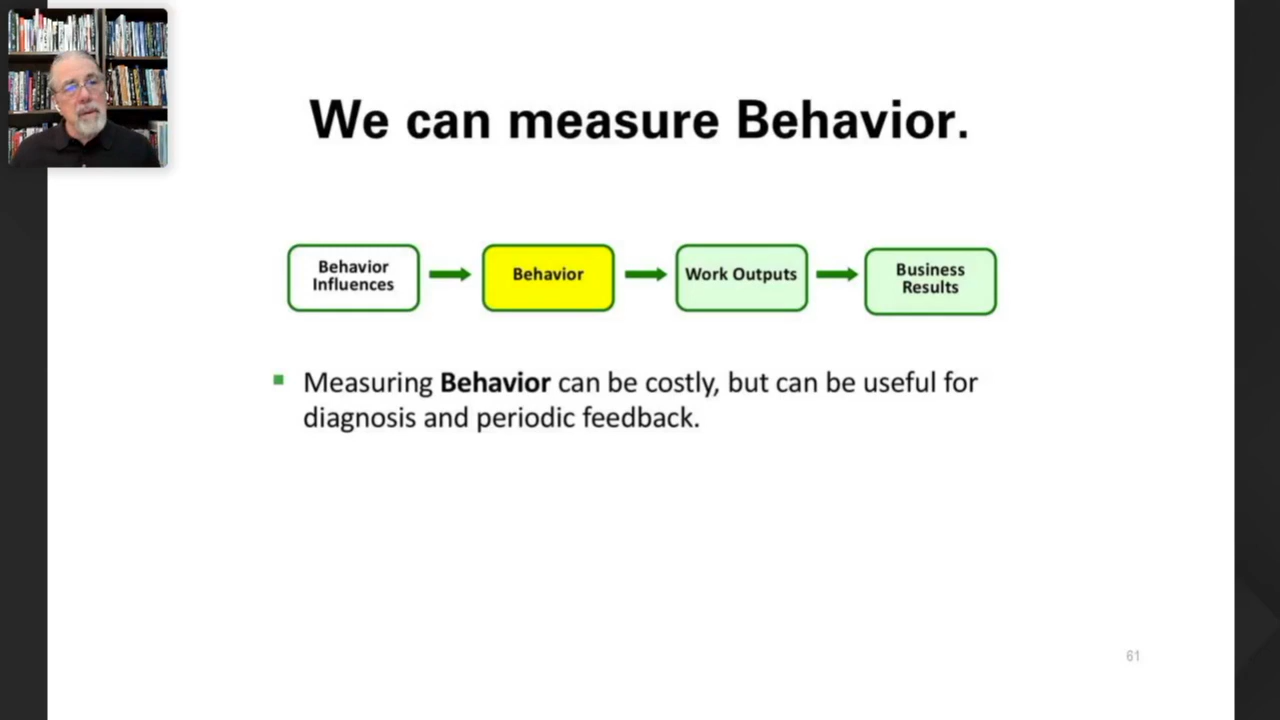 We can measure Behavior.
Behavior
Influences
Behavior
Work Outputs
Business
Results
Measuring Behavior can be costly, but can be useful for
diagnosis and periodic feedback.
61